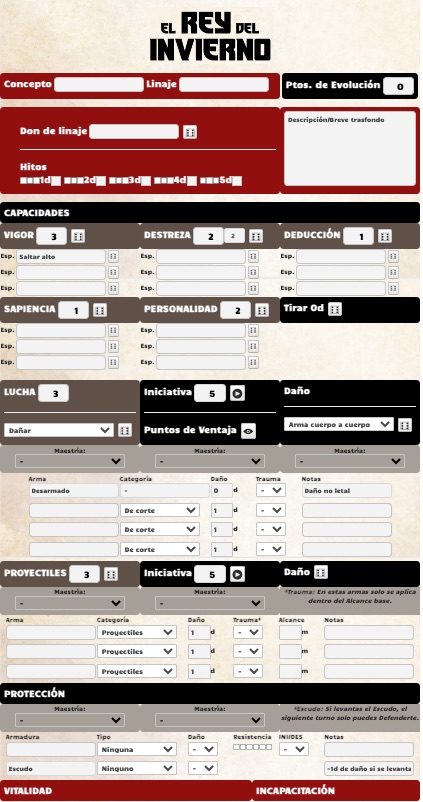 EL REY DEL
INVIERNO
Concepto Linaje Ptos. de Evolución 0
Descripción/Breve trasfondo
Don de linaje
Hitos
1d 2d 3d 4d 5d
CAPACIDADES
VIGOR 3 DESTREZA 2 2 DEDUCCIÓN 1
Esp. Saltar alto Esp. Esp.
Esp. Esp. Esp.
Esp. Esp. Esp.
SAPIENCIA 1 PERSONALIDAD 2 Tirar 0d
Esp. Esp.
Esp. Esp.
Esp. Esp.
LUCHA 3 Iniciativa 5 Daño
Dañar Puntos de Ventaja Arma cuerpo a cuerpo
Maestría: Maestría: Maestría:
- - -
Arma Categoría Daño Trauma Notas
Desarmado - 0 d - Daño no letal
De corte 1 d -
De corte 1 d -
De corte 1 d -
PROYECTILES 3 Iniciativa 5 Daño
Maestría: Maestría: *Trauma: En estas armas solo se aplica
- - dentro del Alcance base.
Arma Categoría Daño Trauma* Alcance Notas
Proyectiles 1 d - m
Proyectiles 1 d - m
Proyectiles 1 d - m
PROTECCIÓN
Maestría: Maestría: *Escudo: Si levantas el Escudo, el
- - siguiente turno solo puedes Defenderte.
Armadura Tipo Daño Resistencia INI/DES Notas
Ninguna - -
Escudo Ninguno - -1d de daño si se levanta
VITALIDAD INCAPACITACIÓN